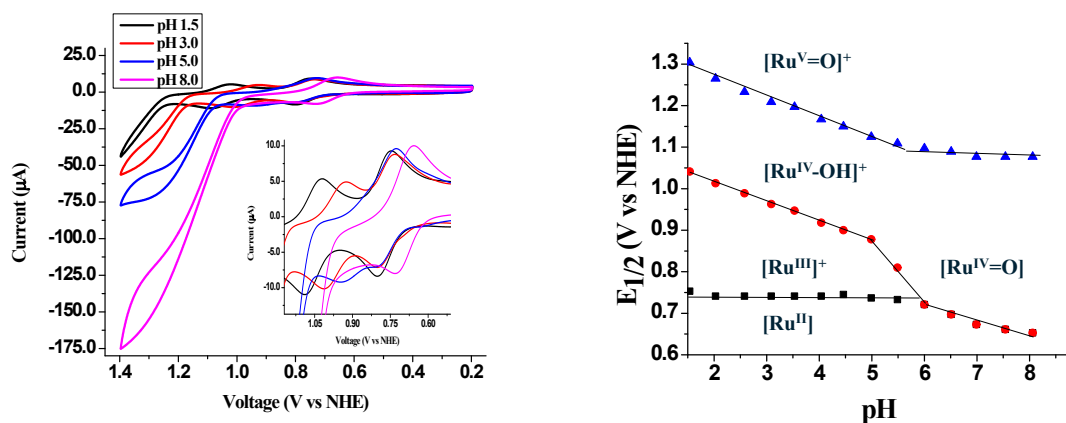 pH 1.5
pH 3.0
pH 5.0
pH 8.0
25.0
0.0
-25.0
-50.0
-75.0
-100.0
-125.0
-150.0
-175.0
Current (µA)
1.4 1.2 1.0 0.8 0.6 0.4 0.2
Voltage (V vs NHE)
10.0
5.0
0.0
-5.0
-10.0
Current (µA)
1.05 0.90 0.75 0.60
Voltage (V vs NHE)
1.3
1.2
1.1
1.0
0.9
0.8
0.7
0.6
E1/2 (V vs NHE)
[RuV=O]+
[RuIV-OH]+
[RuIII]+
[RuIV=O]
[RuII]
2 3 4 5 6 7 8
pH